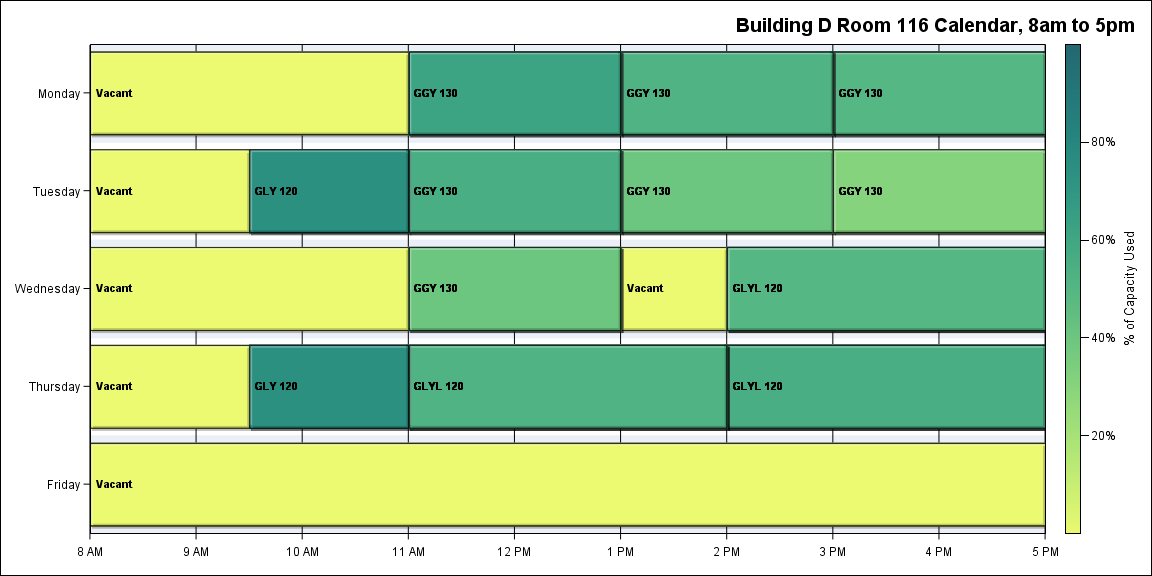 Building D Room 116 Calendar, 8am to 5pm
Monday
Vacant
GGY 130
GGY 130
GGY 130
Tuesday
Vacant
GLY 120
GGY 130
GGY 130
GGY 130
Wednesday
Vacant
GGY 130
Vacant
GLYL 120
Thursday
Vacant
GLY 120
GLYL 120
GLYL 120
Friday
Vacant
8 AM
9 AM
10 AM
11 AM
12 PM
1 PM
2 PM
3 PM
4 PM
5 PM
80%
60%
40%
20%
% of Capacity Used